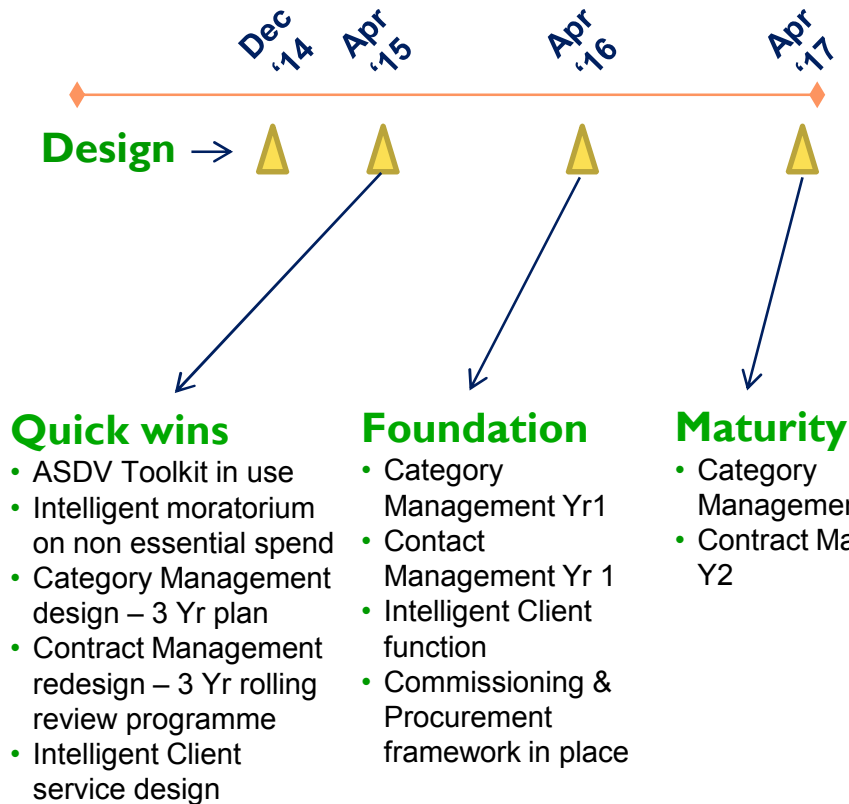 Dec '14
Apr '15
Apr '16
Apr '17
Design
Quick wins
• ASDV Toolkit in use
• Intelligent moratorium
on non essential spend
• Category Management
design – 3 Yr plan
• Contract Management
redesign – 3 Yr rolling
review programme
• Intelligent Client
service design
Foundation
• Category
Management Yr1
• Contact
Management Yr 1
• Intelligent Client
function
• Commissioning &
Procurement
framework in place
Maturity
• Category
• Contract
Y2